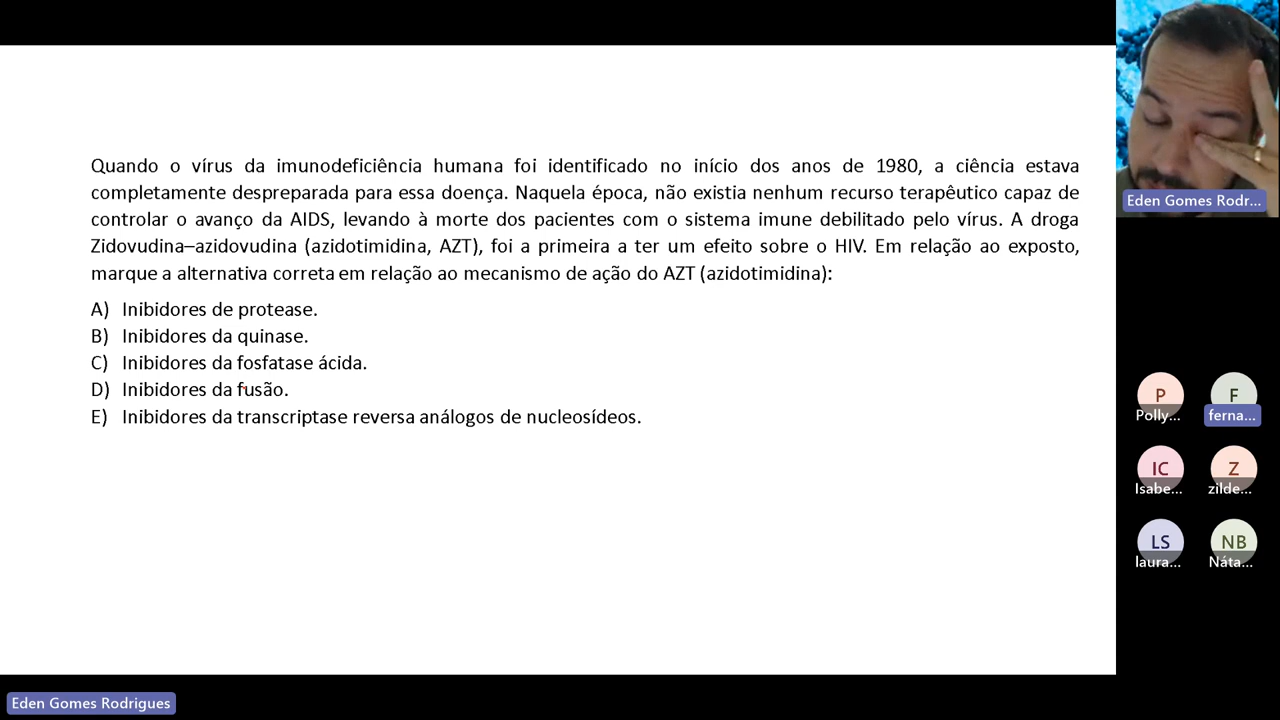 Quando o vírus da imunodeficiência humana foi identificado no início dos anos de 1980, a ciência estava
completamente despreparada para essa doença. Naquela época, não existia nenhum recurso terapêutico capaz de
controlar o avanço da AIDS, levando à morte dos pacientes com o sistema imune debilitado pelo vírus. A droga
Zidovudina–azidovudina (azidotimidina, AZT), foi a primeira a ter um efeito sobre o HIV. Em relação ao exposto,
marque a alternativa correta em relação ao mecanismo de ação do AZT (azidotimidina):
A) Inibidores de protease.
B) Inibidores da quinase.
C) Inibidores da fosfatase ácida.
D) Inibidores da fusão.
E) Inibidores da transcriptase reversa análogos de nucleosídeos.
Eden Gomes Rodr...
P F
Polly... ferna...
IC Z
Isabe... zilde...
LS NB
laura... Náta...
Eden Gomes Rodrigues